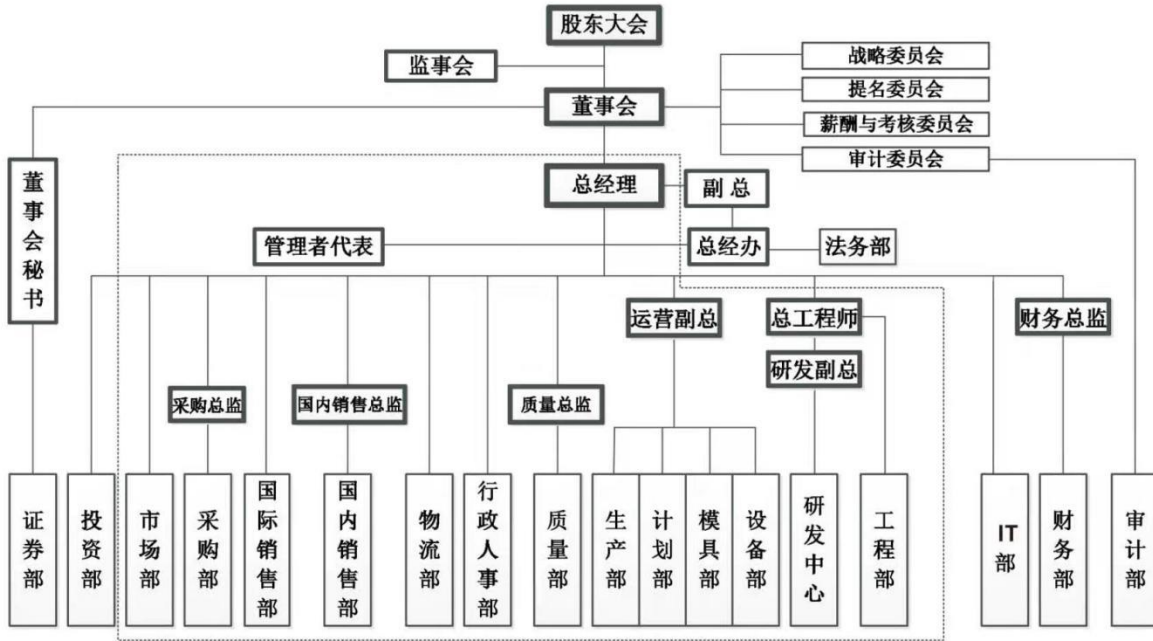 股东大会
监事会
战略委员会
提名委员会
董事会
薪酬与考核委员会
审计委员会
董事会秘书
总经理
副 总
管理者代表
总经办
法务部
运营副总
总工程师
财务总监
研发副总
采购总监
国内销售总监
质量总监
证券部
投资部
市场部
采购部
国际销售部
国内销售部
物流部
行政人事部
质量部
生产部
计划部
模具部
设备部
研发中心
工程部
IT部
财务部
审计部